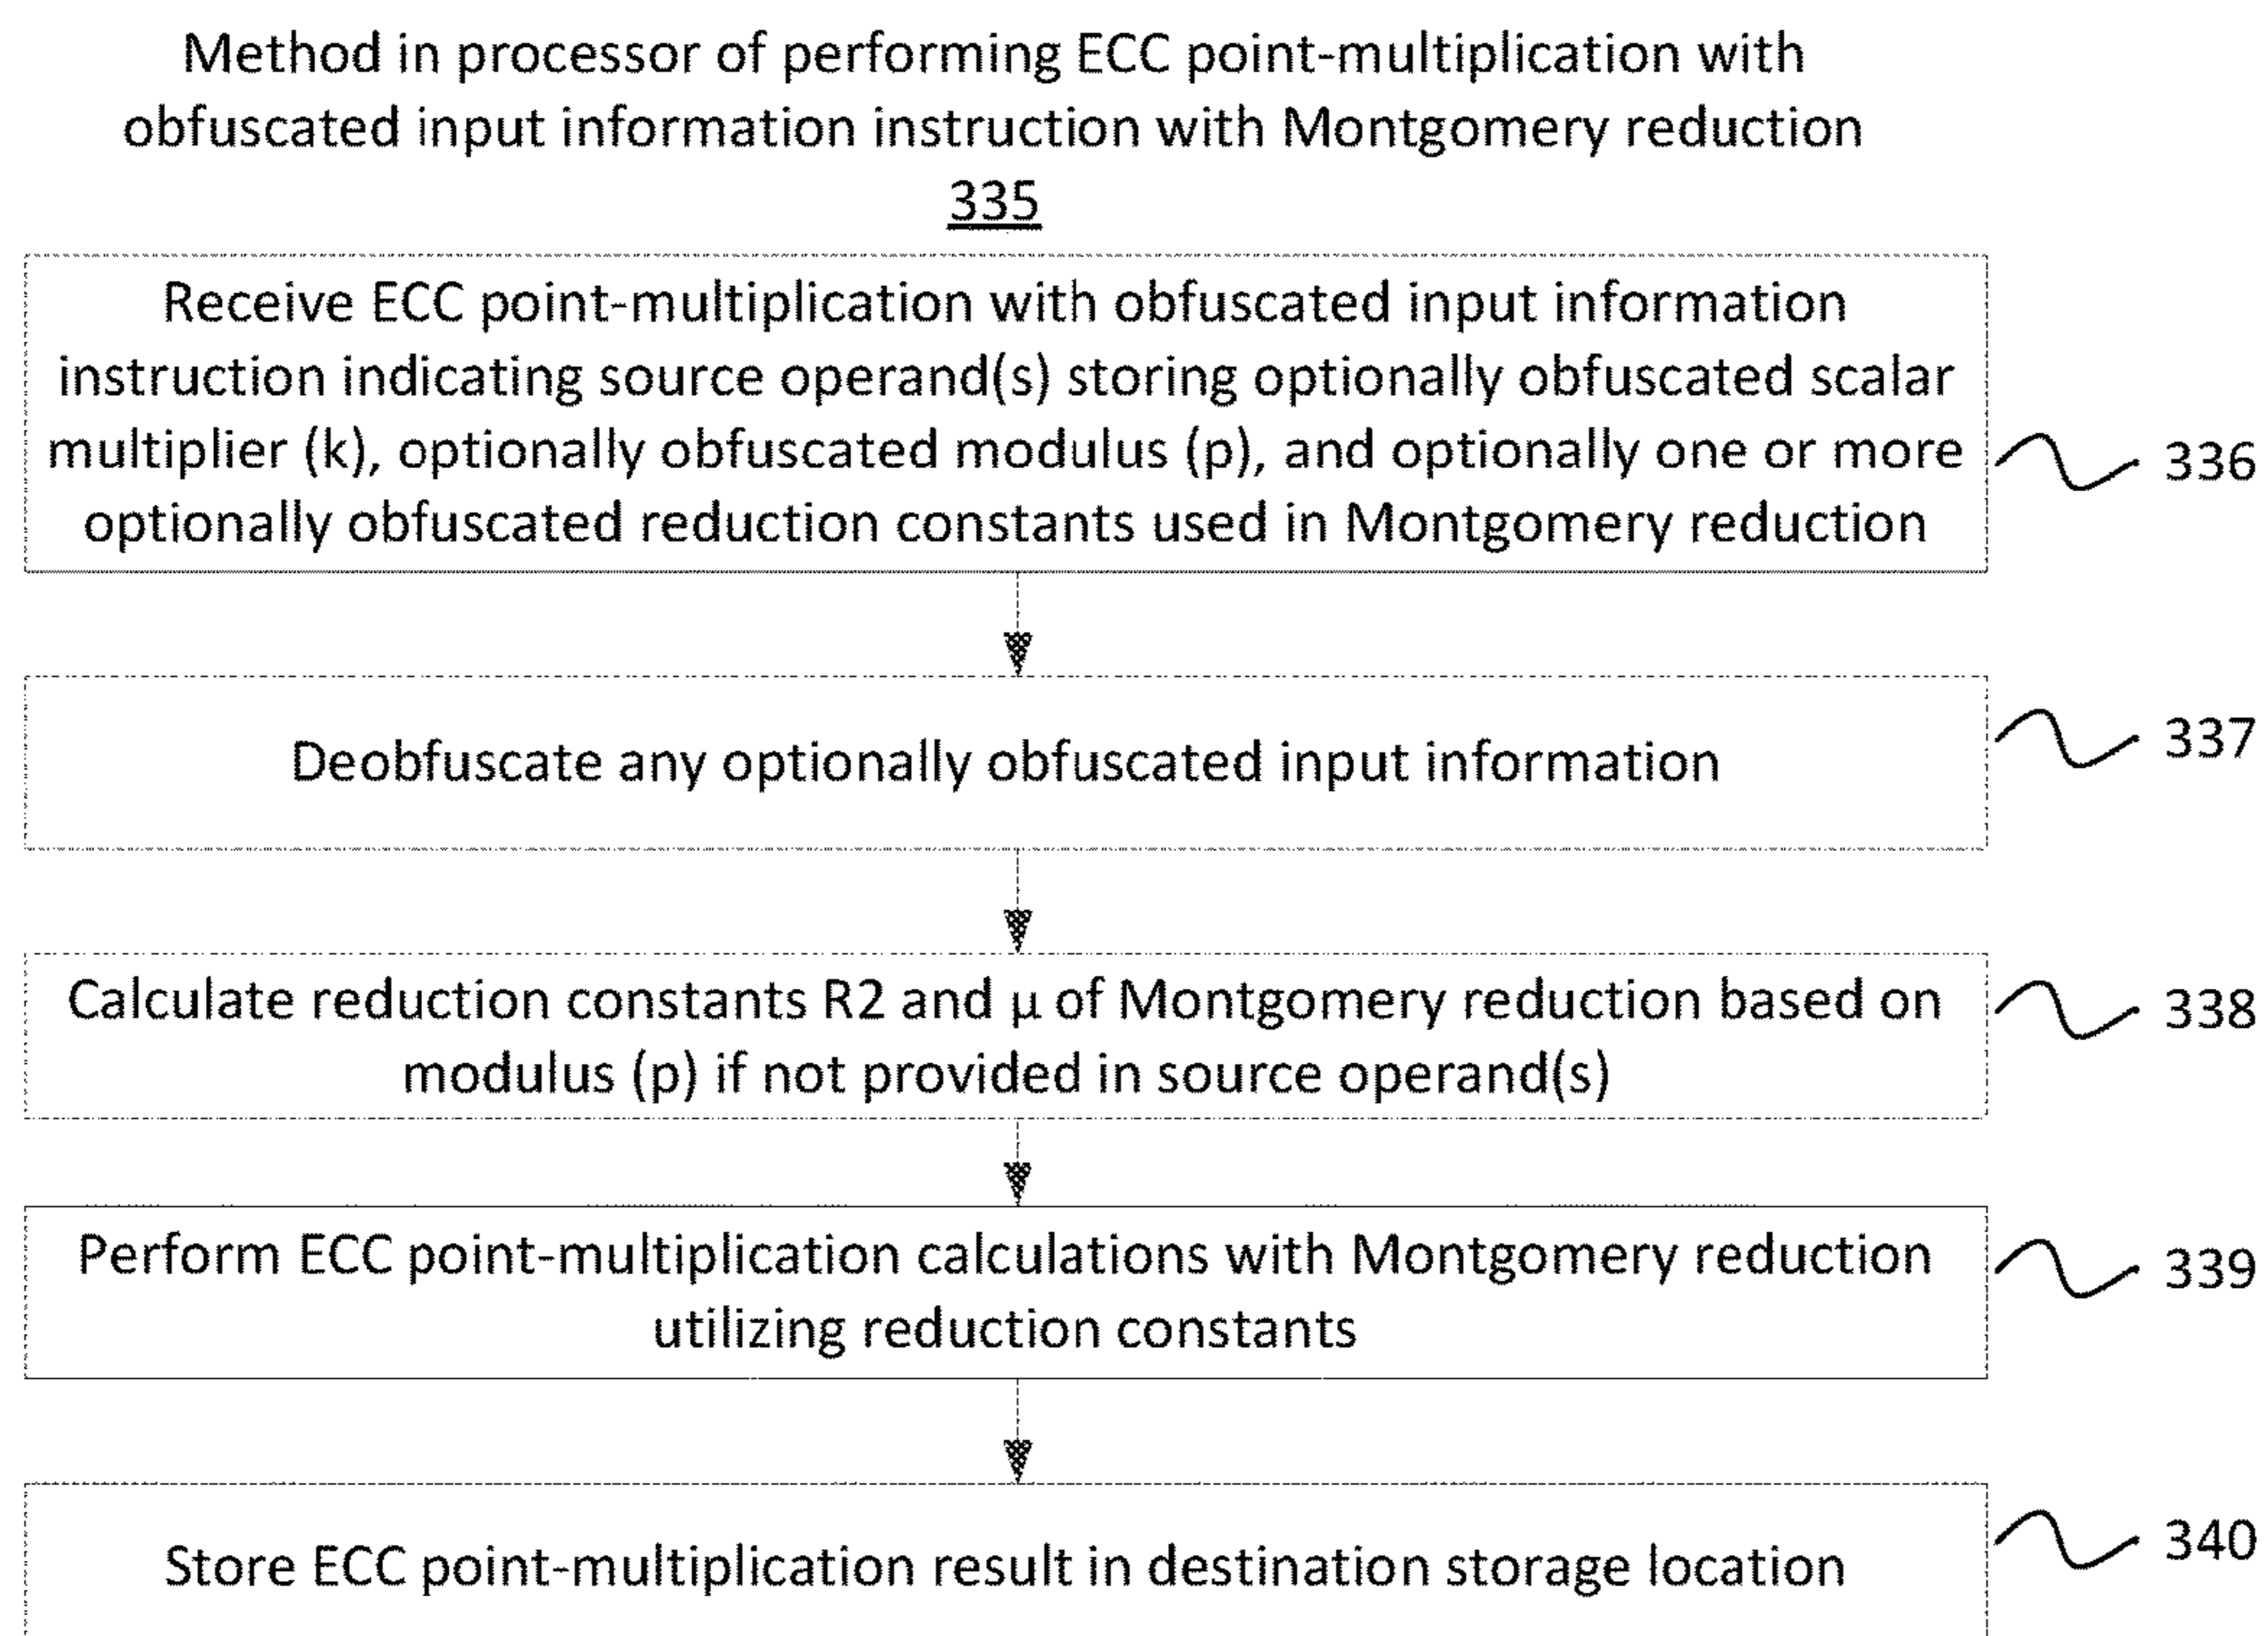 Method in processor of performing ECC point-multiplication with
obfuscated input information instruction with Montgomery reduction
335
Receive ECC point-multiplication with obfuscated input information
instruction indicating source operand(s) storing optionally obfuscated scalar
multiplier (k), optionally obfuscated modulus (p), and optionally one or more
optionally obfuscated reduction constants used in Montgomery reduction
336
Deobfuscate any optionally obfuscated input information
337
Calculate reduction constants R2 and μ of Montgomery reduction based on
modulus (p) if not provided in source operand(s)
338
Perform ECC point-multiplication calculations with Montgomery reduction
utilizing reduction constants
339
Store ECC point-multiplication result in destination storage location
340